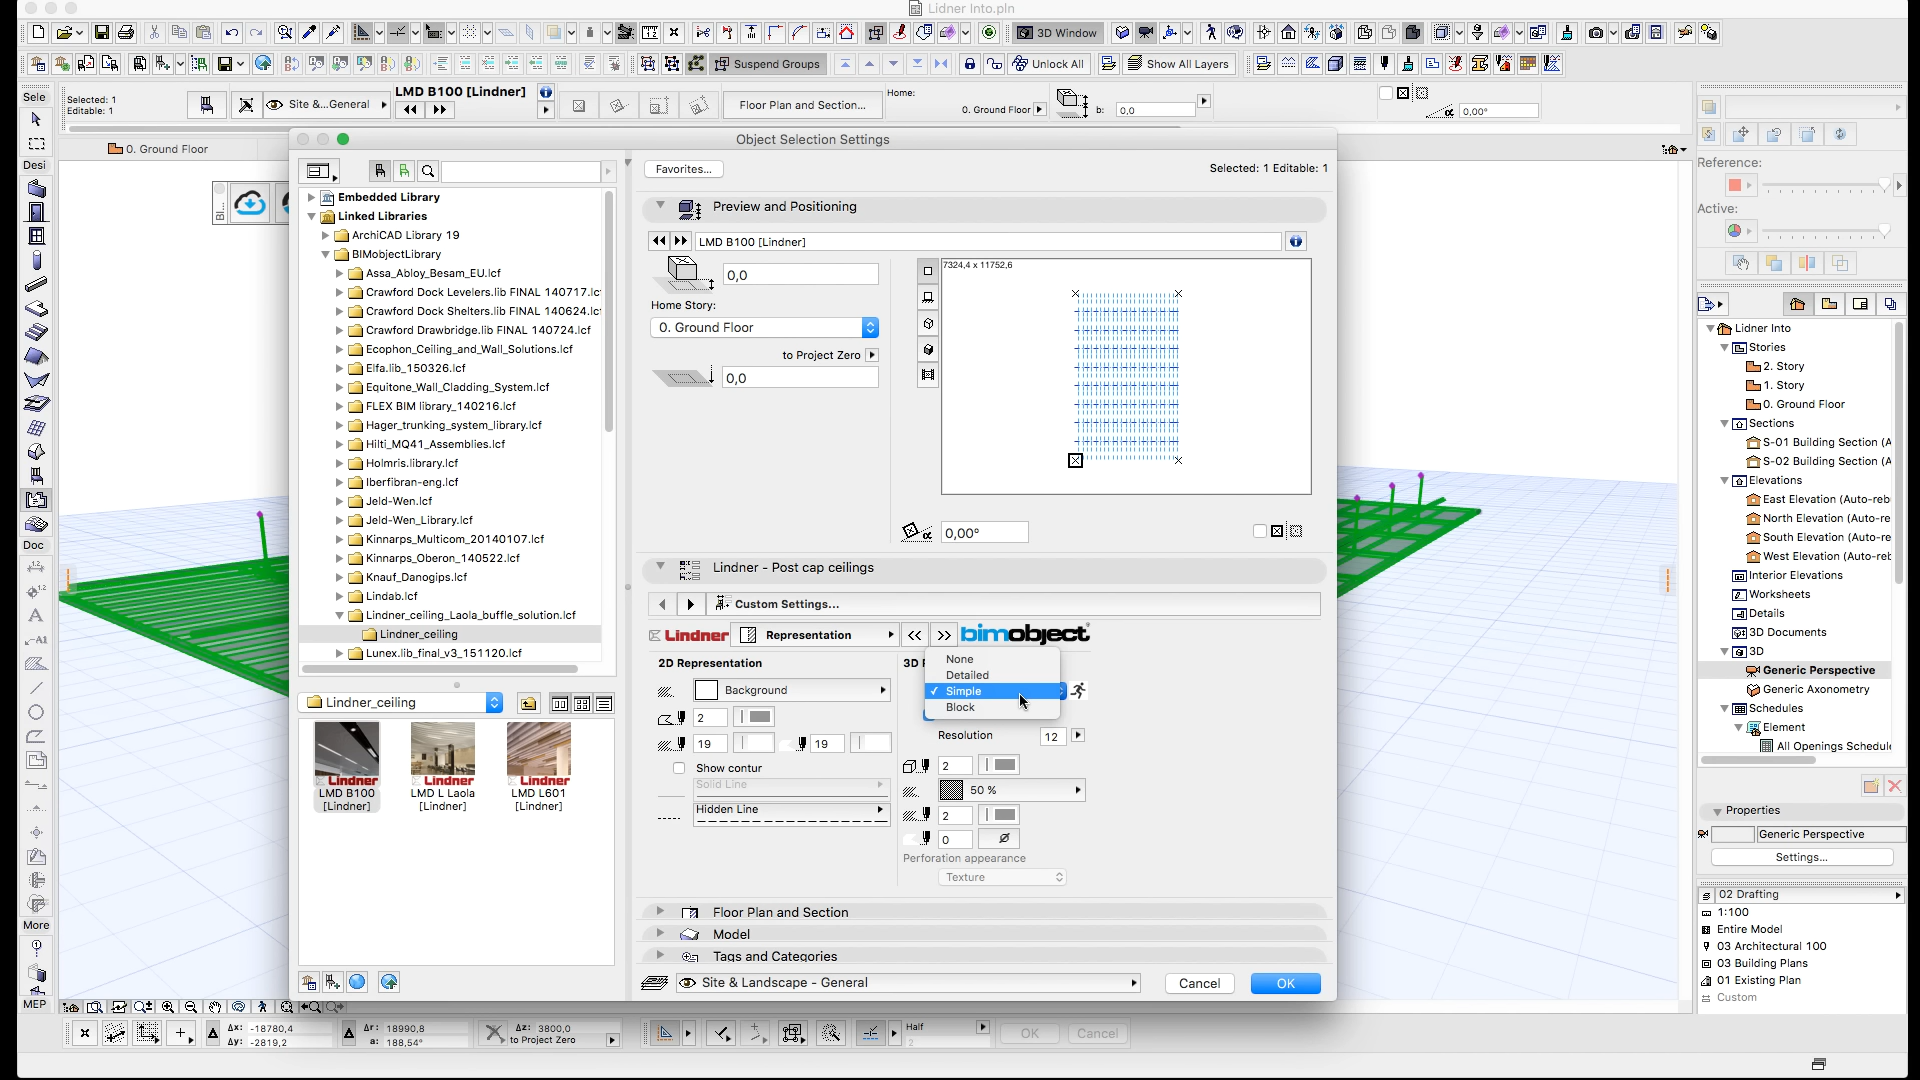 Lidner Into.pln
3D Window
Suspend Groups
Unlock All
Show All Layers
Sele
Selected: 1
Editable: 1
Site &...General
LMD B100 [Lindner]
Floor Plan and Section...
Home:
0. Ground Floor
b:
0,0
0,00°
Desi
0. Ground Floor
Object Selection Settings
Embedded Library
Linked Libraries
ArchiCAD Library 19
BIMobjectLibrary
Assa_Abloy_Besam_EU.lcf
Crawford Dock Levelers.lib FINAL 140717.lc
Crawford Dock Shelters.lib FINAL 140624.lc
Crawford Drawbridge.lib FINAL 140724.lcf
Ecophon_Ceiling_and_Wall_Solutions.lcf
Elfa.lib_150326.lcf
Equitone_Wall_Cladding_System.lcf
FLEX BIM library_140216.lcf
Hager_trunking_system_library.lcf
Hilti_MQ41_Assemblies.lcf
Holmris.library.lcf
Iberfibran-eng.lcf
Jeld-Wen.lcf
Jeld-Wen_Library.lcf
Kinnarps_Multicom_20140107.lcf
Kinnarps_Oberon_140522.lcf
Knauf_Danogips.lcf
Lindab.lcf
Lindner_ceiling_Laola_buffle_solution.lcf
Lindner_ceiling
Lunex.lib_final_v3_151120.lcf
Lindner_ceiling
Lindner
Lindner
Lindner
LMD B100
[Lindner]
LMD L Laola
[Lindner]
LMD L601
[Lindner]
Favorites...
Selected: 1 Editable: 1
Preview and Positioning
LMD B100 [Lindner]
0,0
Home Story:
0. Ground Floor
to Project Zero
0,0
7324,4 x 11752,6
0,00°
Lindner - Post cap ceilings
Custom Settings...
Lindner
Representation
bimobject
2D Representation
Background
2
19
19
Show contur
Solid Line
Hidden Line
None
Detailed
Simple
Block
Resolution
12
2
50 %
2
0
Perforation appearance
Texture
Floor Plan and Section
Model
Tags and Categories
Site & Landscape - General
Cancel
OK
Doc
More
MEP
Reference:
Active:
Lidner Into
Stories
2. Story
1. Story
0. Ground Floor
Sections
S-01 Building Section (A
S-02 Building Section (A
Elevations
East Elevation (Auto-reb
North Elevation (Auto-re
South Elevation (Auto-re
West Elevation (Auto-reb
Interior Elevations
Worksheets
Details
3D Documents
3D
Generic Perspective
Generic Axonometry
Schedules
Element
All Openings Schedul
Properties
Generic Perspective
Settings...
02 Drafting
1:100
Entire Model
03 Architectural 100
03 Building Plans
01 Existing Plan
Custom
Δx: -18780,4
Δy: -2819,2
Δr: 18990,8
a: 188,54°
Δz: 3800,0
to Project Zero
Half
2
OK
Cancel